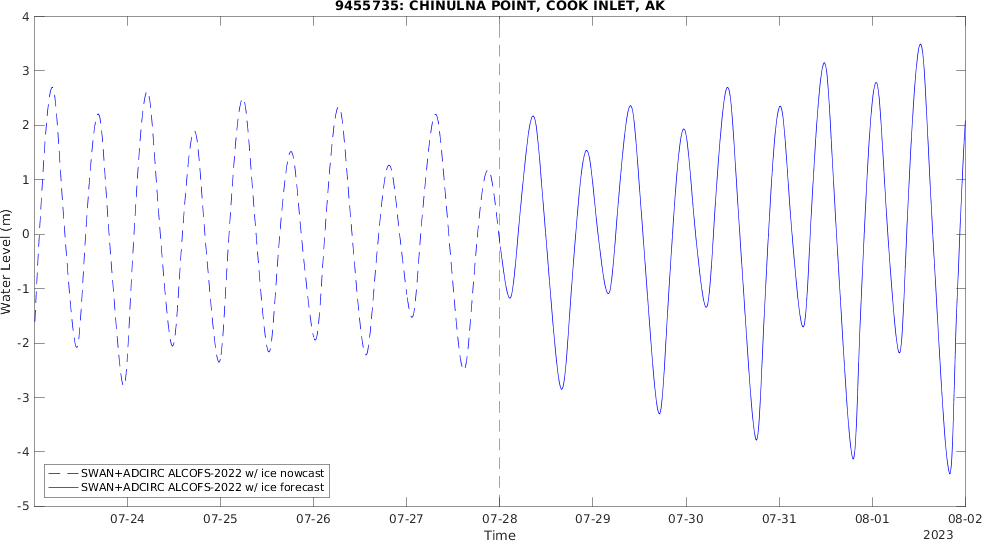 9455735: CHINULNA POINT, COOK INLET, AK
Water Level (m)
4
3
2
1
0
-1
-2
-3
-4
-5
SWAN+ADCIRC ALCOFS-2022 w/ ice nowcast
SWAN+ADCIRC ALCOFS-2022 w/ ice forecast
07-24 07-25 07-26 07-27 07-28 07-29 07-30 07-31 08-01 08-02
Time
2023